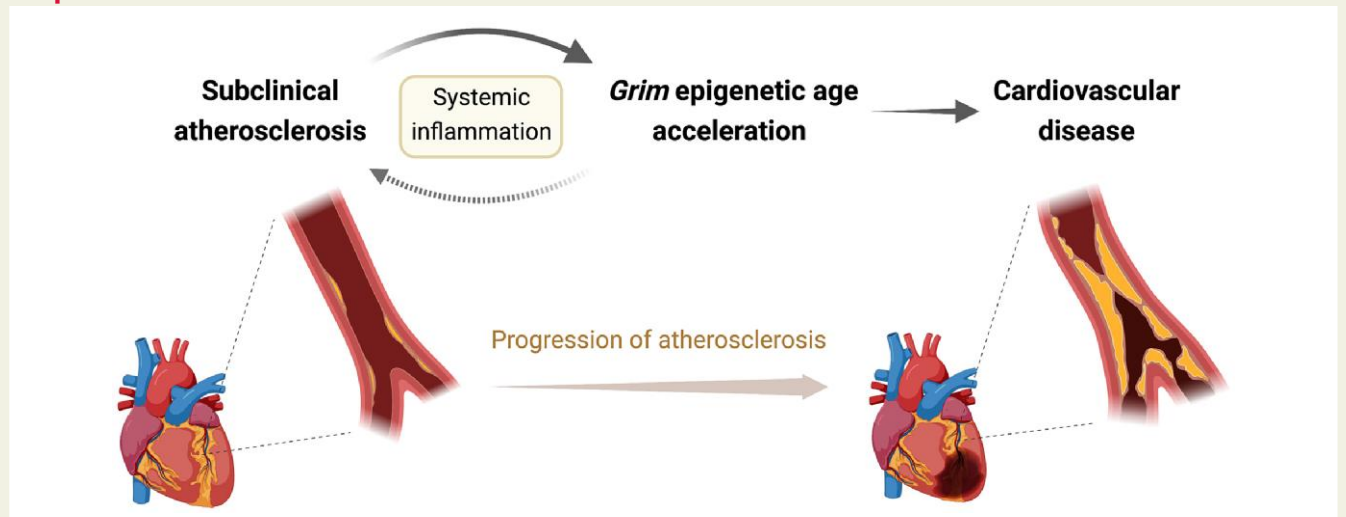 Subclinical
atherosclerosis
Systemic
inflammation
Grim epigenetic age
acceleration
Cardiovascular
disease
Progression of atherosclerosis